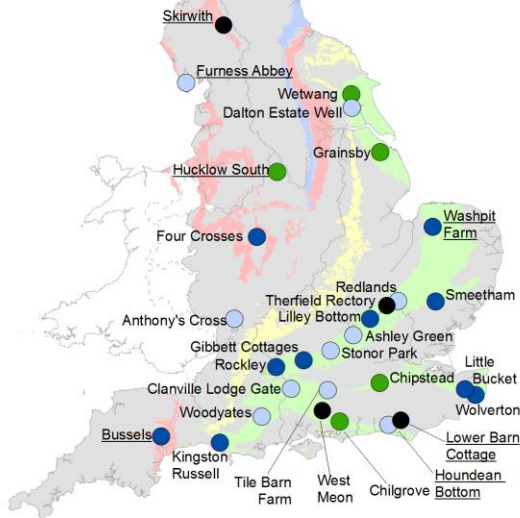 Skirwith
Furness Abbey
Wetwang
Dalton Estate Well
Grainsby
Hucklow South
Washpit
Farm
Four Crosses
Redlands
Therfield Rectory
Smeetham
Lilley Bottom
Anthony's Cross
Ashley Green
Gibbett Cottages
Stonor Park
Little
Bucket
Rockley
Chipstead
Clanville Lodge Gate
Wolverton
Woodyates
Bussels
Lower Barn
Cottage
Kingston
Russell
Tile Barn
Farm
West
Meon
Chilgrove
Houndean
Bottom